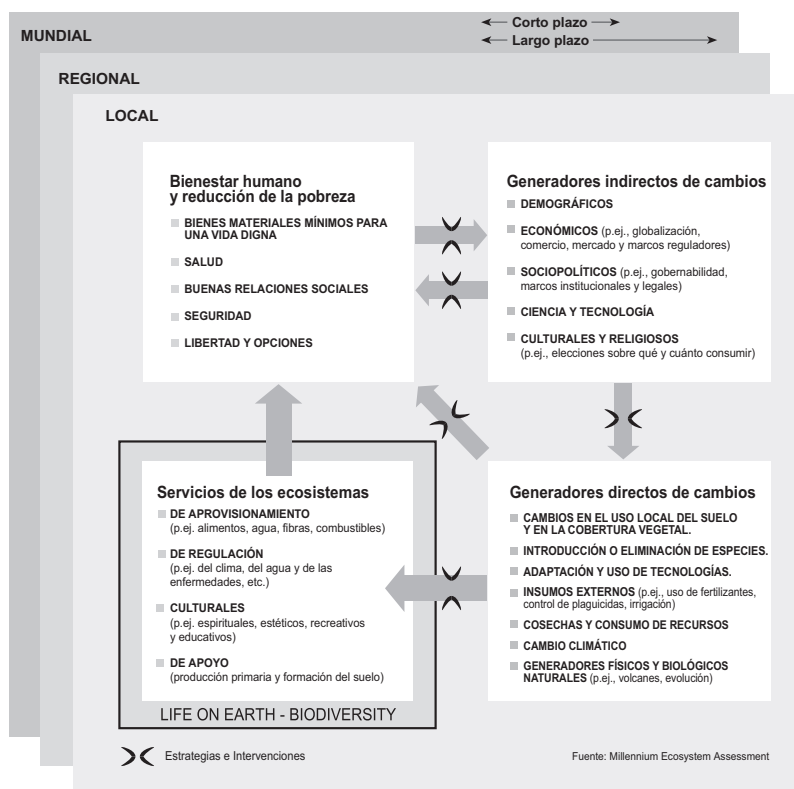 Corto plazo
Largo plazo
MUNDIAL
REGIONAL
LOCAL
Bienestar humano
y reducción de la pobreza
BIENES MATERIALES MÍNIMOS PARA
UNA VIDA DIGNA
SALUD
BUENAS RELACIONES SOCIALES
SEGURIDAD
LIBERTAD Y OPCIONES
Generadores indirectos de cambios
DEMOGRÁFICOS
ECONÓMICOS (p.ej., globalización,
comercio, mercado y marcos reguladores)
SOCIOPOLÍTICOS (p.ej., gobernabilidad,
marcos institucionales y legales)
CIENCIA Y TECNOLOGÍA
CULTURALES Y RELIGIOSOS
(p.ej., elecciones sobre qué y cuánto consumir)
Servicios de los ecosistemas
DE APROVISIONAMIENTO
(p.ej. alimentos, agua, fibras, combustibles)
DE REGULACIÓN
(p.ej. del clima, del agua y de las
enfermedades, etc.)
CULTURALES
(p.ej. espirituales, estéticos, recreativos
y educativos)
DE APOYO
(producción primaria y formación del suelo)
LIFE ON EARTH - BIODIVERSITY
Generadores directos de cambios
CAMBIOS EN EL USO LOCAL DEL SUELO
Y EN LA COBERTURA VEGETAL.
INTRODUCCIÓN O ELIMINACIÓN DE ESPECIES.
ADAPTACIÓN Y USO DE TECNOLOGÍAS.
INSUMOS EXTERNOS (p.ej., uso de fertilizantes,
control de plaguicidas, irrigación)
COSECHAS Y CONSUMO DE RECURSOS
CAMBIO CLIMÁTICO
GENERADORES FÍSICOS Y BIOLÓGICOS
NATURALES (p.ej., volcanes, evolución)
Estrategias e Intervenciones
Fuente: Millennium Ecosystem Assessment